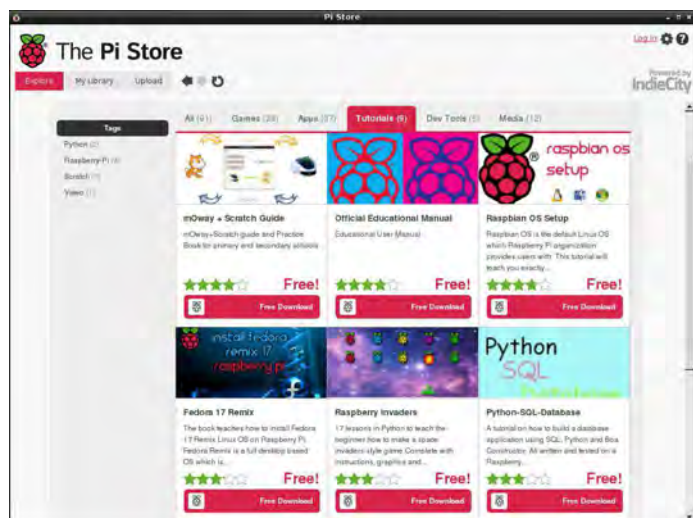 Pi Store
The Pi Store
Log in
Powered by
IndieCity
Explore My Library Upload
All (91) Games (28) Apps (37) Tutorials (9) Dev Tools (5) Media (12)
Tags
Python (2)
Raspberry-Pi
Scratch
Video
raspbian os
setup
mOway + Scratch Guide
Official Educational Manual
Raspbian OS Setup
mOway+Scratch guide and Practice
Book for primary and secondary schools
Educational User Manual
Raspbian OS is the default Linux OS
which Raspberry Pi organization
provides users with. This tutorial will
teach you exactly...
Free!
Free!
Free!
Free Download
Free Download
Free Download
install fedora
remix 17
raspberry pi
Python
SQL
Fedora 17 Remix
Raspberry Invaders
Python-SQL-Database
The book teaches how to install Fedora
17 Remix Linux OS on Raspberry Pi.
Fedora Remix is a full desktop based
OS which is...
17 lessons in Python to teach the
beginner how to make a space
invaders style game. Complete with
instructions, graphics and...
A tutorial on how to build a database
application using SQL, Python and Boa
Constructor. All written and tested on a
Raspberry...
Free!
Free!
Free!
Free Download
Free Download
Free Download